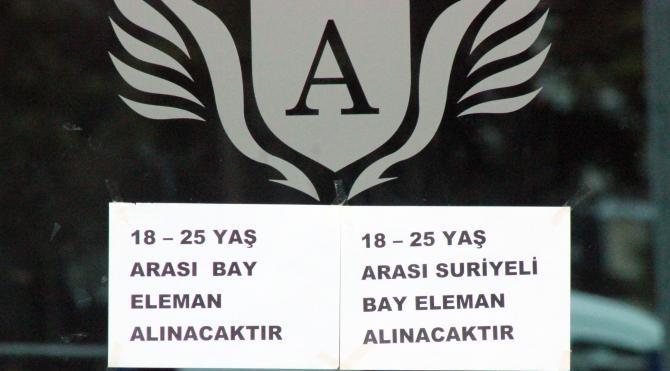 A
18 – 25 YAŞ
ARASI BAY
ELEMAN
ALINACAKTIR
18 – 25 YAŞ
ARASI SURİYELİ
BAY ELEMAN
ALINACAKTIR